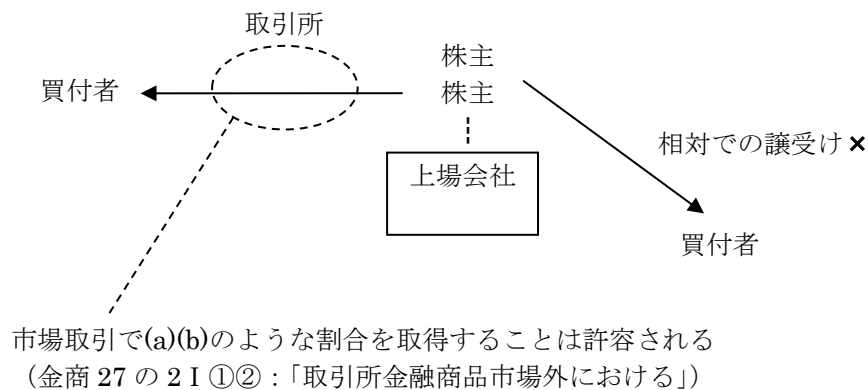 取引所
株主
買付者
株主
相対での譲受け×
上場会社
買付者
市場取引で(a)(b)のような割合を取得することは許容される
（金商 27 の 2Ⅰ①②：「取引所金融商品市場外における」）